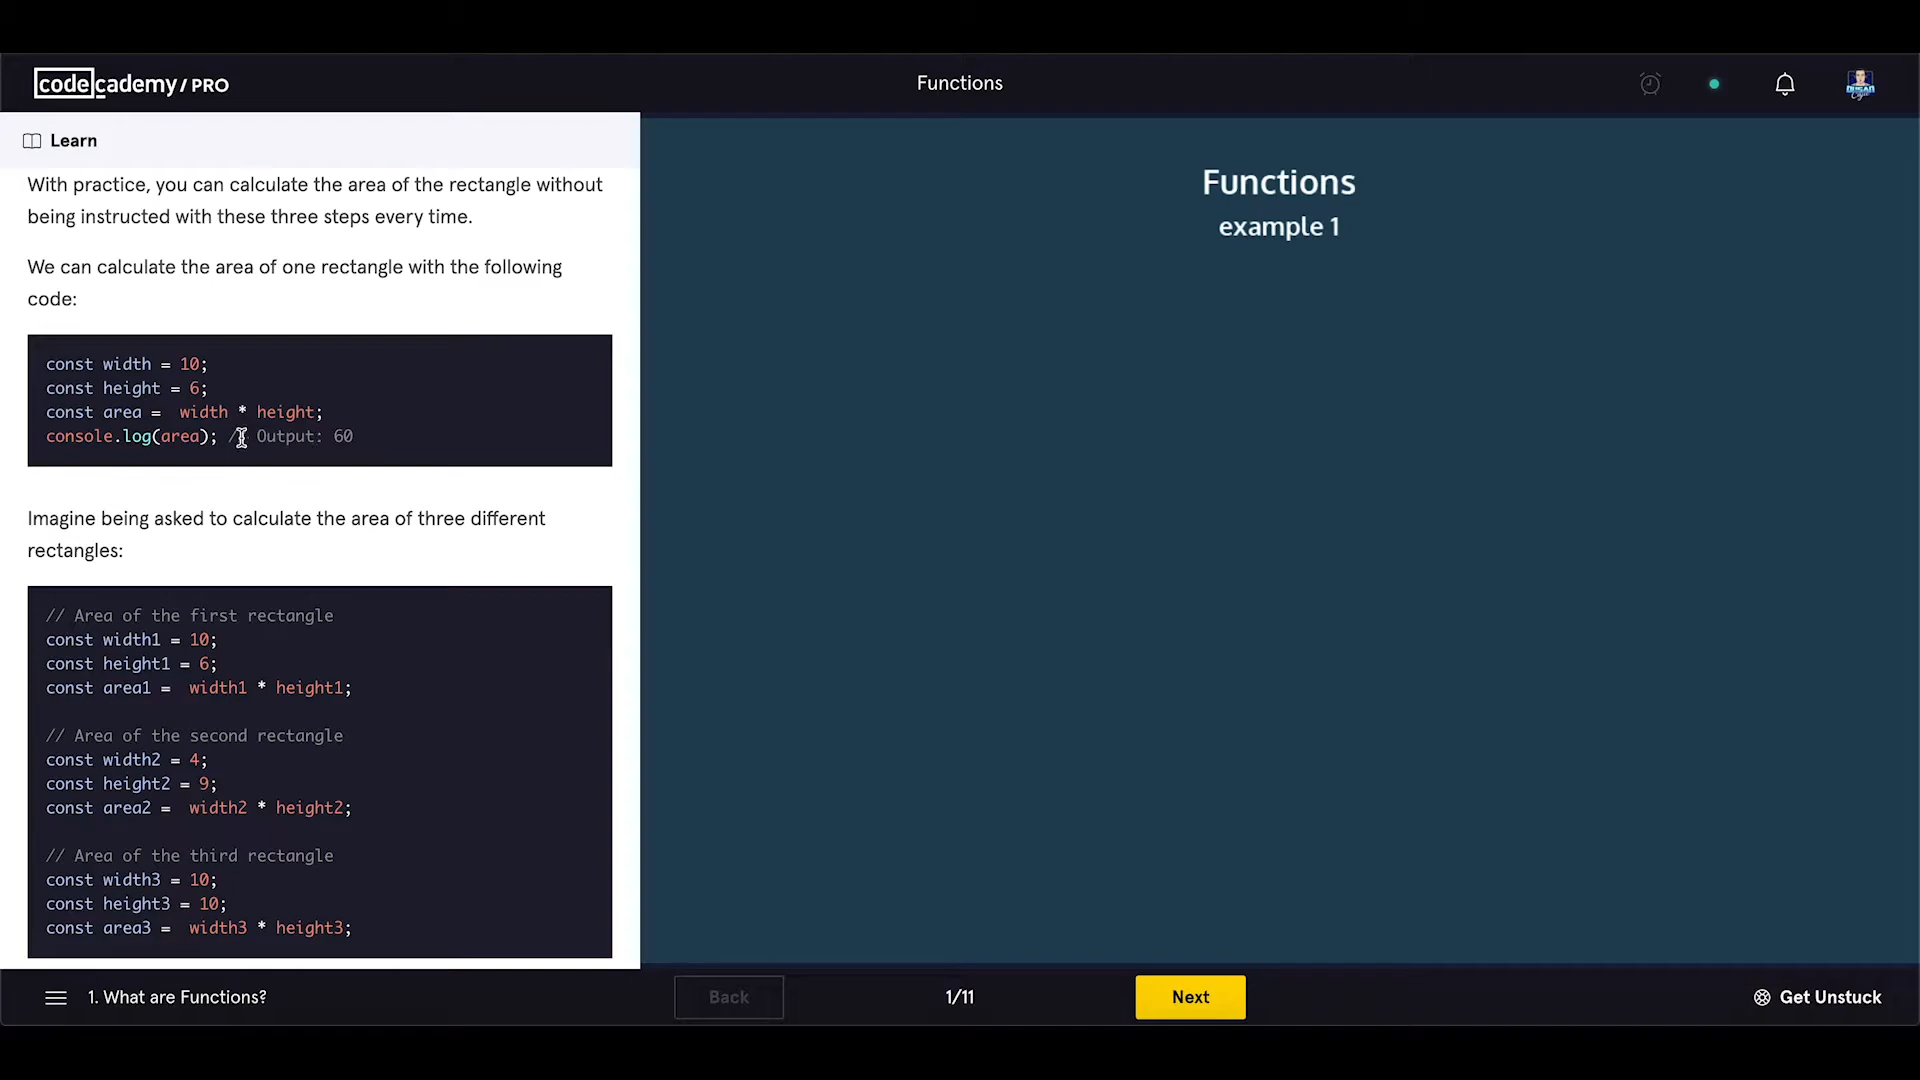 codecademy/PRO
Functions
Learn
With practice, you can calculate the area of the rectangle without
being instructed with these three steps every time.
We can calculate the area of one rectangle with the following
code:
const width = 10;
const height = 6;
const area =  width * height;
console.log(area); // Output: 60
Imagine being asked to calculate the area of three different
rectangles:
// Area of the first rectangle
const width1 = 10;
const height1 = 6;
const area1 =  width1 * height1;
// Area of the second rectangle
const width2 = 4;
const height2 = 9;
const area2 =  width2 * height2;
// Area of the third rectangle
const width3 = 10;
const height3 = 10;
const area3 =  width3 * height3;
Functions
example 1
1. What are Functions?
Back
1/11
Next
Get Unstuck